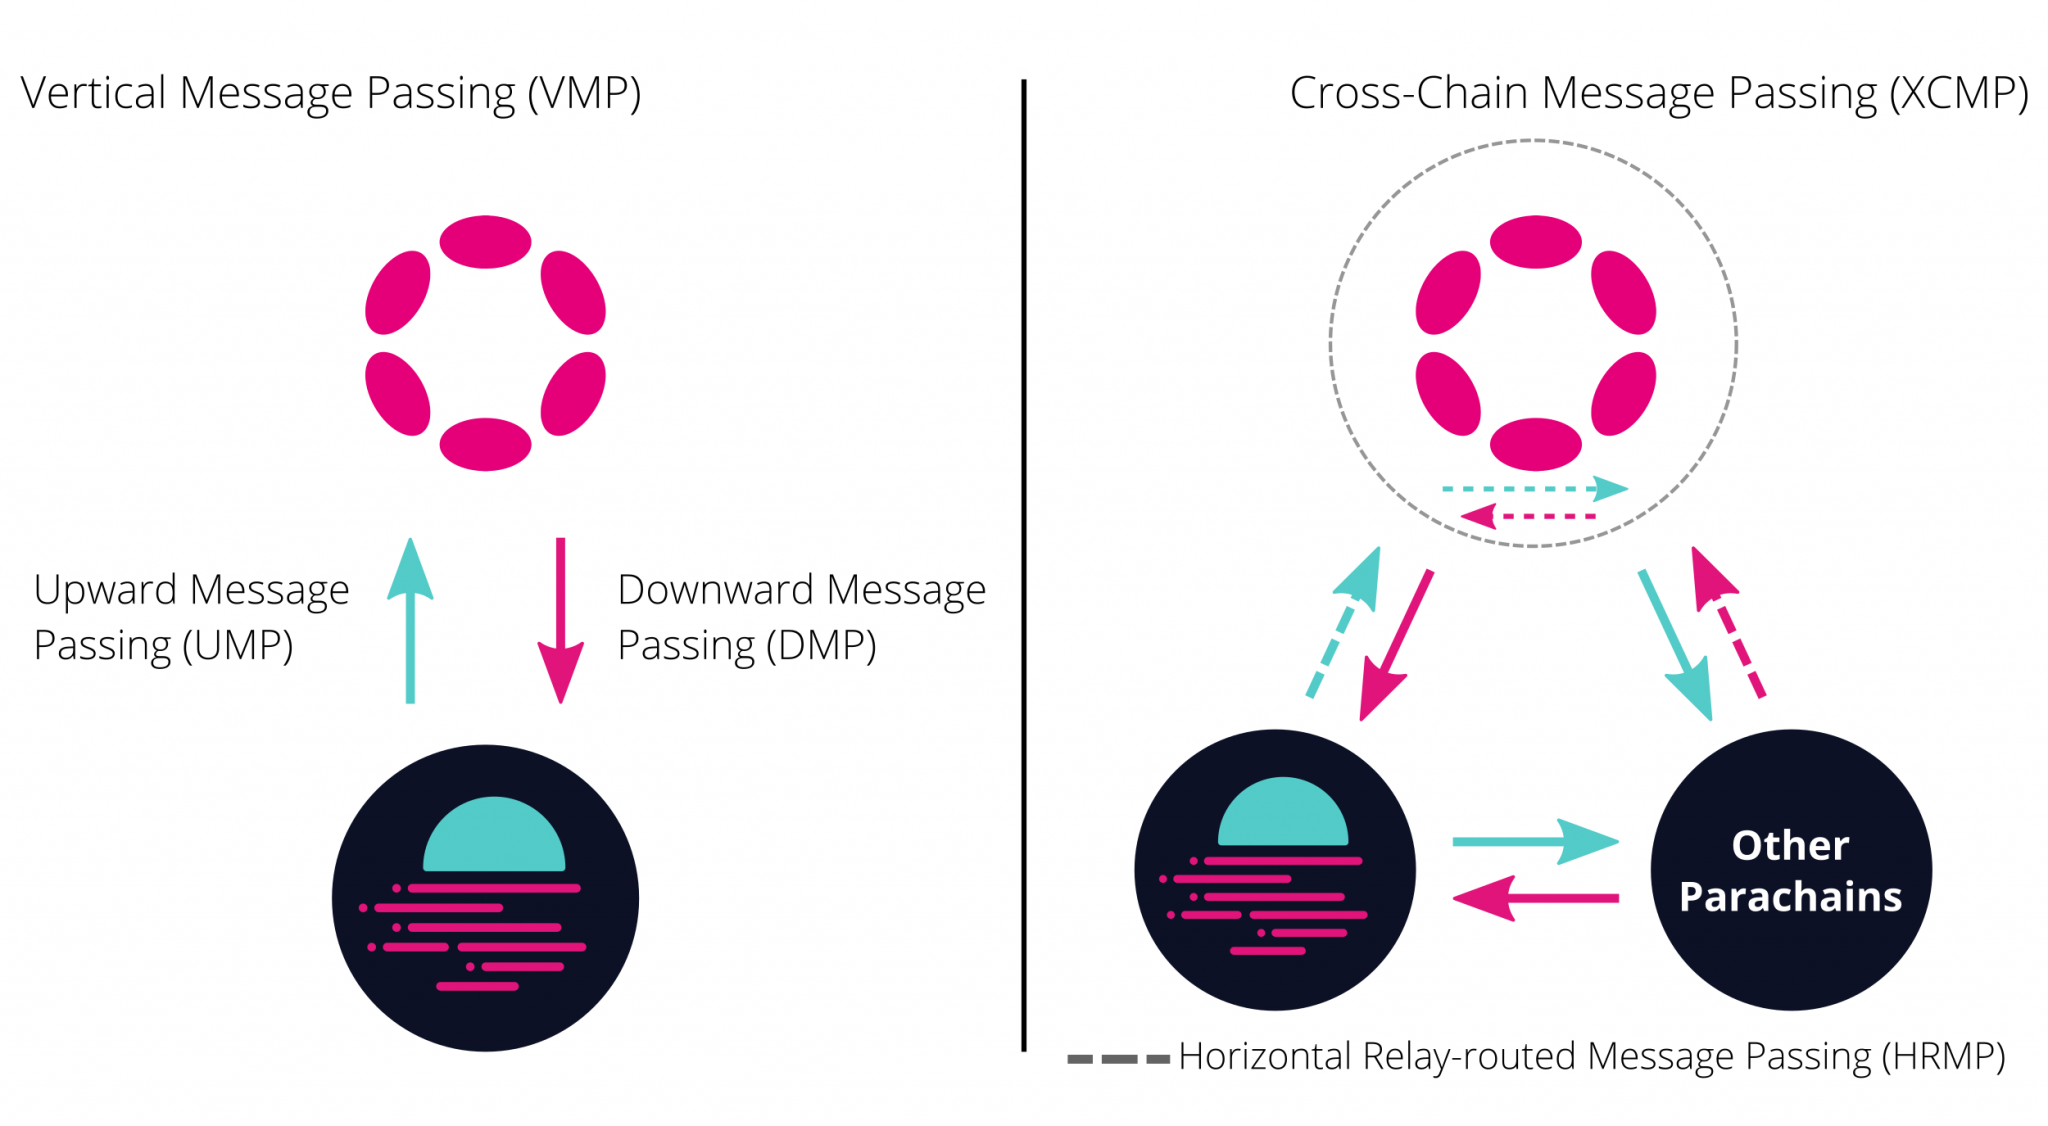 Vertical Message Passing (VMP)
Upward Message
Passing (UMP)
Downward Message
Passing (DMP)
Cross-Chain Message Passing (XCMP)
Other
Parachains
Horizontal Relay-routed Message Passing (HRMP)